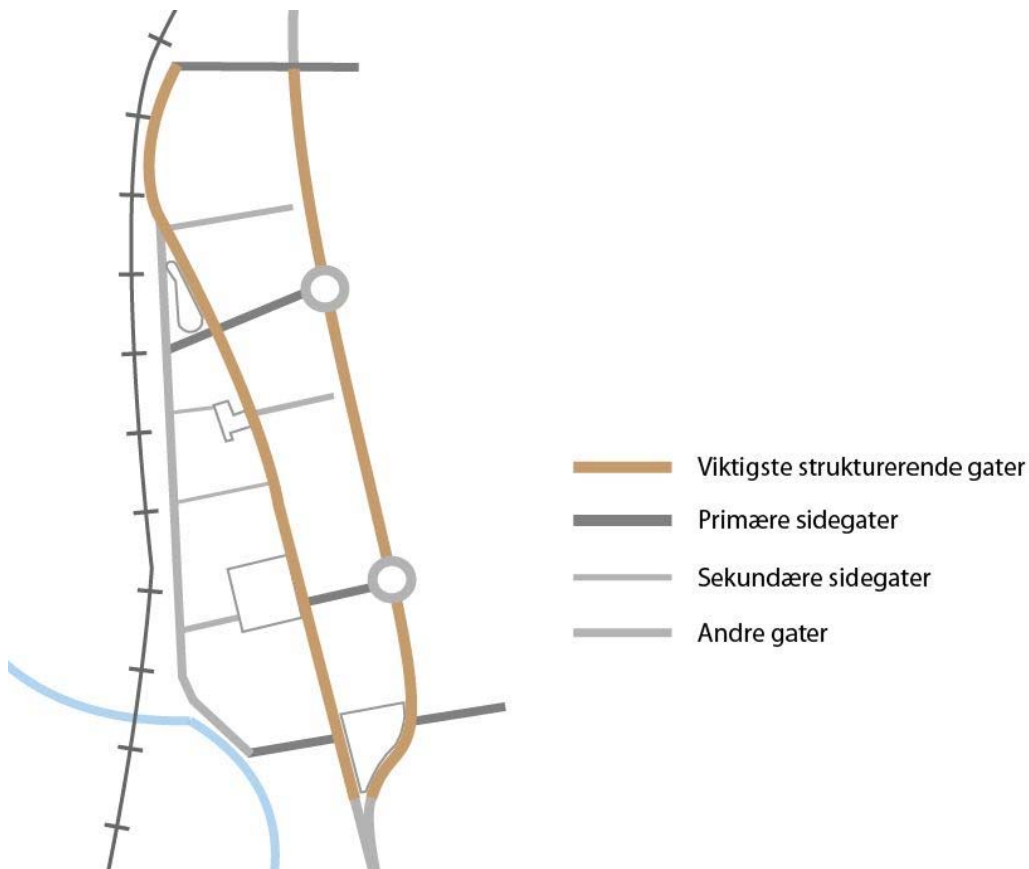 Viktigste strukturerende gater
Primære sidegater
Sekundære sidegater
Andre gater